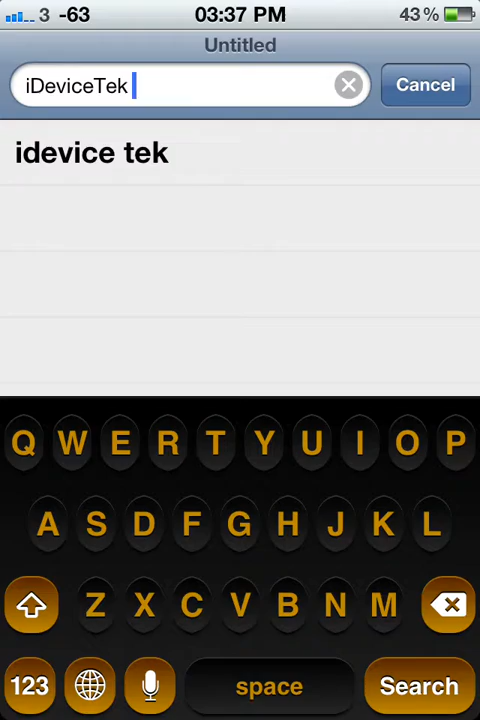 3 -63 03:37 PM 43 %
Untitled
iDeviceTek Cancel
idevice tek
Q W E R T Y U I O P
A S D F G H J K L
Z X C V B N M
123 space Search